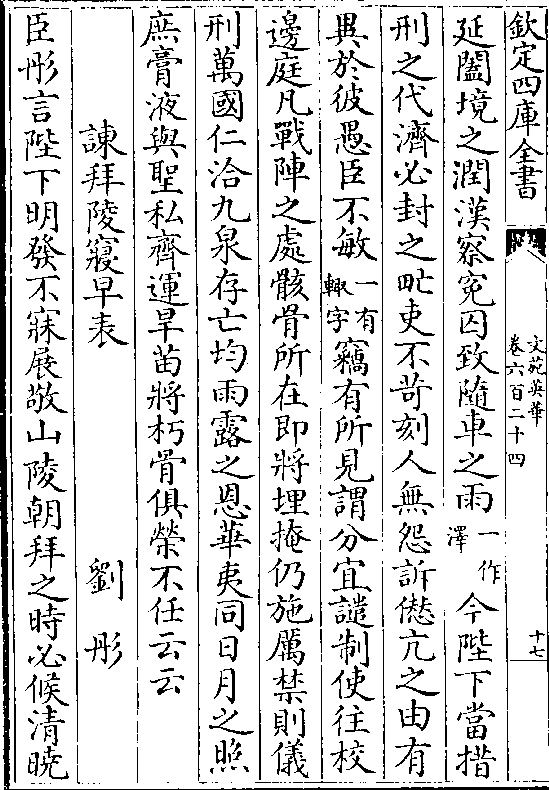 欽定四庫全書
文苑英華
卷六百二十四
十七
延闔境之潤漢察寃囚致隨車之雨一作澤今陛下當措
刑之代濟必封之甿吏不苛刻人無怨訴僽亢之由有
異於彼愚臣不敏一有輙字竊有所見謂分宜譴制使往校
邊庭凡戰陣之處骸骨所在即將埋掩仍施厲禁則儀
刑萬國仁洽九泉存亡均雨露之恩華夷同日月之照
庶膏液與聖私齊運旱苗將朽骨俱榮不任云云
諫拜陵寢早表
劉彤
臣彤言陛下明發不寐展敬山陵朝拜之時必候清曉